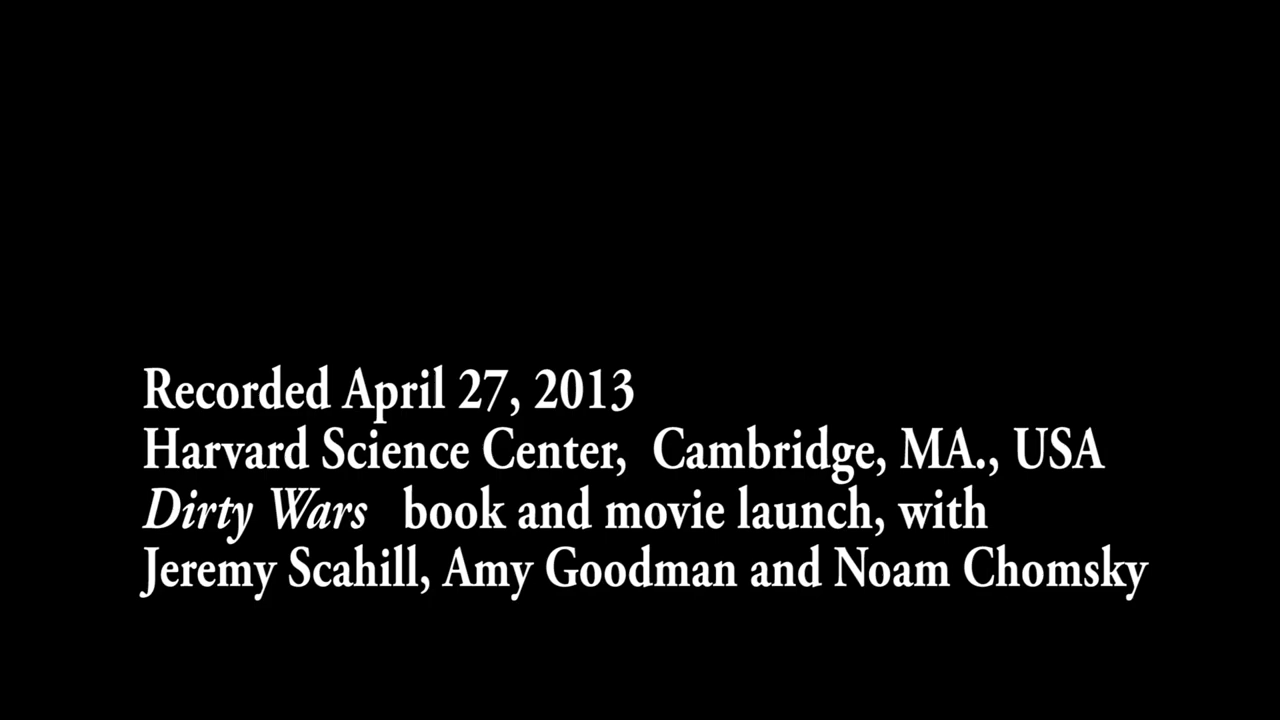 Recorded April 27, 2013
Harvard Science Center,  Cambridge, MA., USA
Dirty Wars  book and movie launch, with
Jeremy Scahill, Amy Goodman and Noam Chomsky